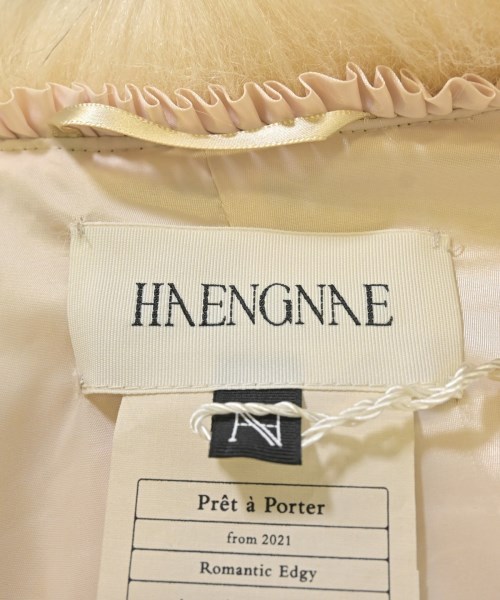 HAENGNAE
Prêt à Porter
from 2021
Romantic Edgy